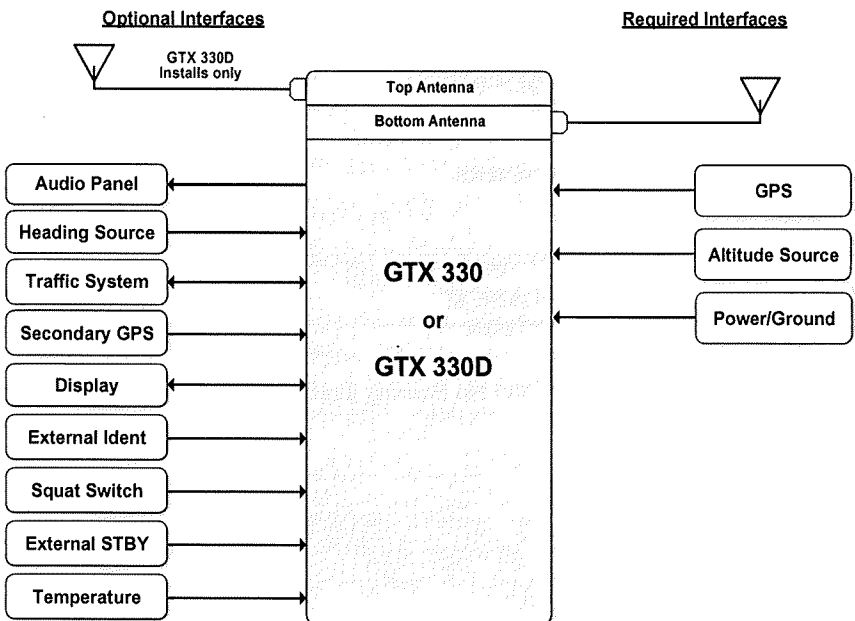 Optional Interfaces
Required Interfaces
GTX 330D
Installs only
Top Antenna
Bottom Antenna
Audio Panel
Heading Source
Traffic System
Secondary GPS
Display
External Ident
Squat Switch
External STBY
Temperature
GTX 330
or
GTX 330D
GPS
Altitude Source
Power/Ground